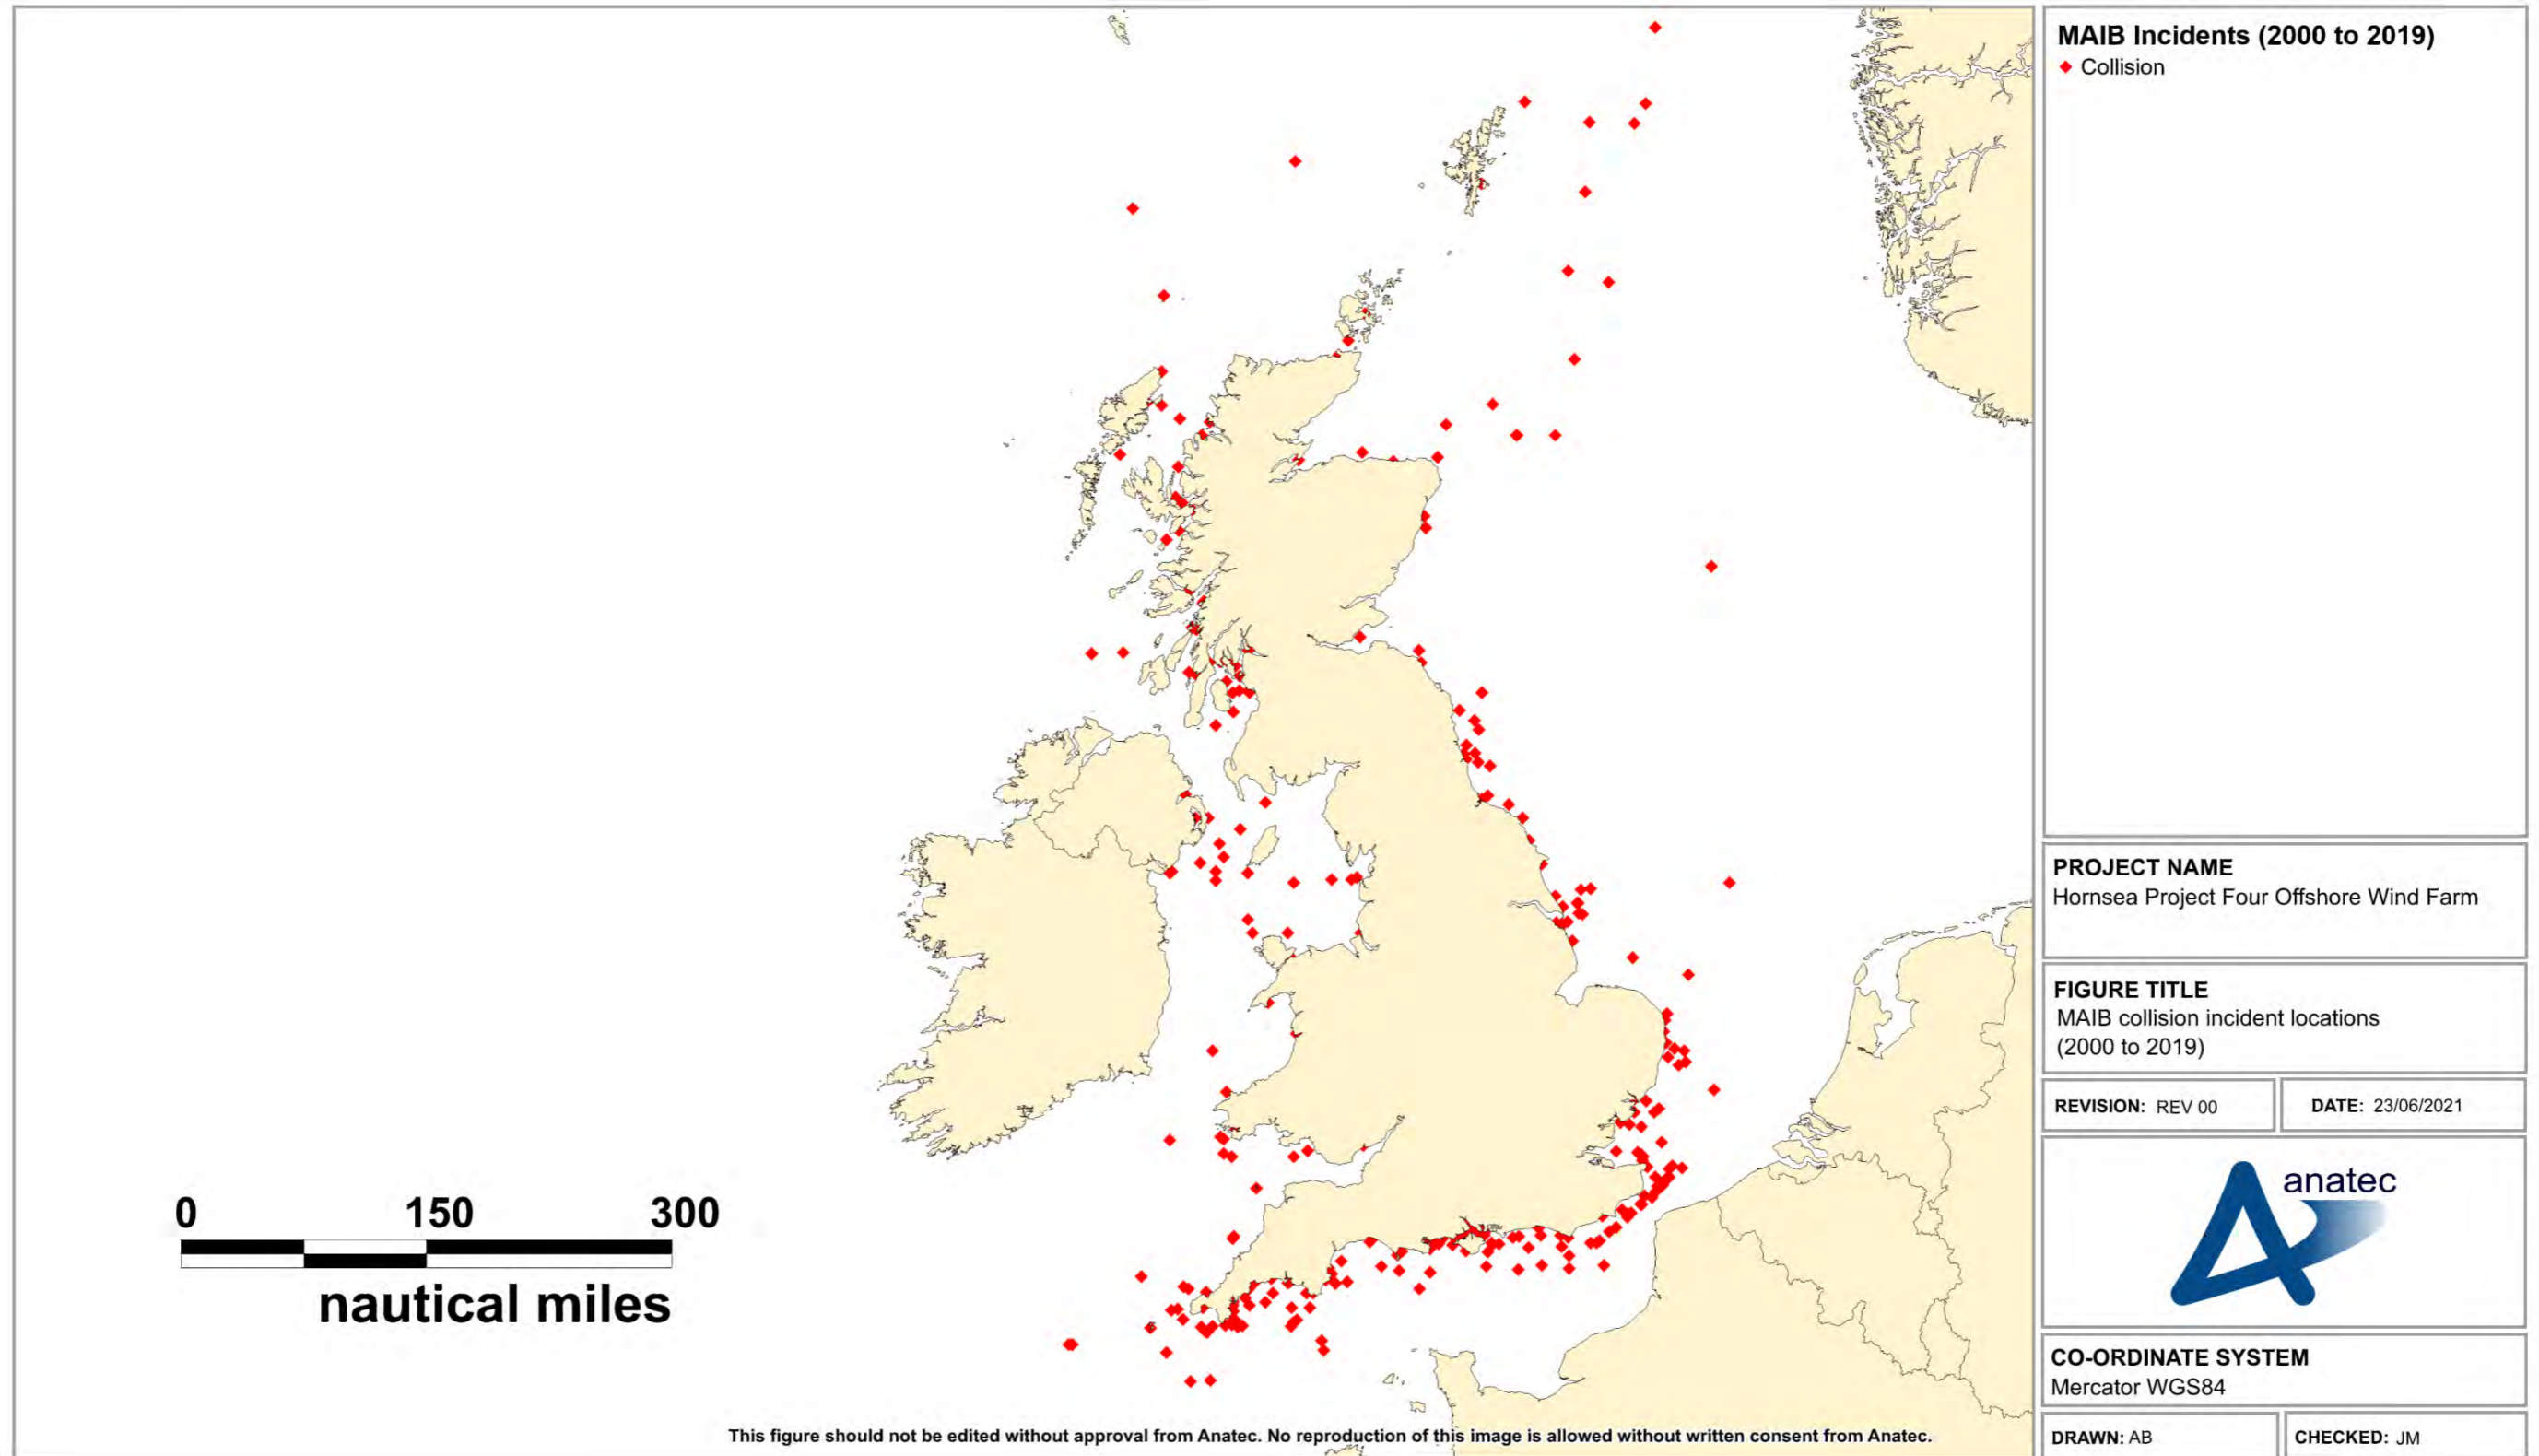 MAIB Incidents (2000 to 2019)
Collision
PROJECT NAME
Hornsea Project Four Offshore Wind Farm
FIGURE TITLE
MAIB collision incident locations
(2000 to 2019)
REVISION: REV 00
DATE: 23/06/2021
anatec
CO-ORDINATE SYSTEM
Mercator WGS84
DRAWN: AB
CHECKED: JM
0 150 300
nautical miles
This figure should not be edited without approval from Anatec. No reproduction of this image is allowed without written consent from Anatec.